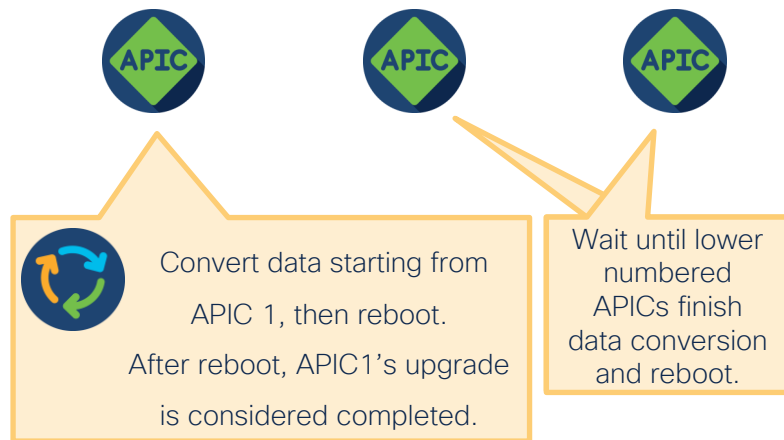 APIC
APIC
APIC
Convert data starting from
APIC 1, then reboot.
After reboot, APIC1’s upgrade
is considered completed.
Wait until lower
numbered
APICs finish
data conversion
and reboot.